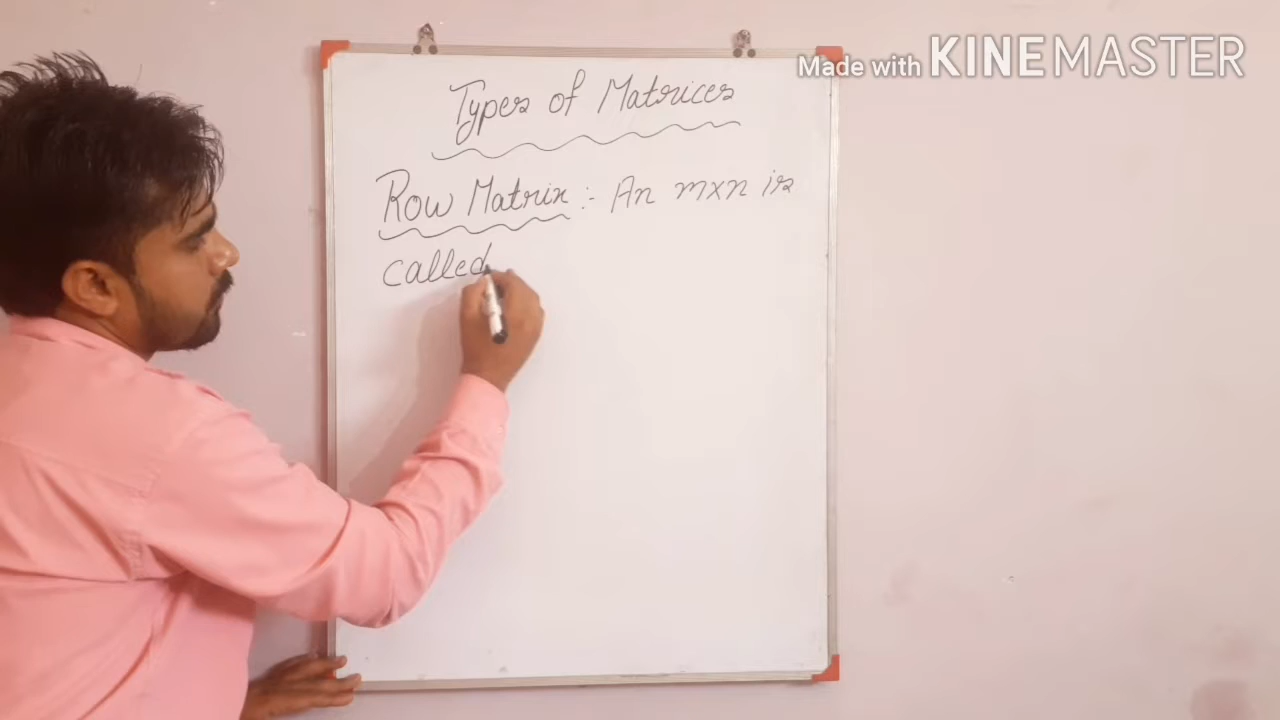 Made with KINEMASTER
Types of Matrices
Row Matrix :- An mxn is
called